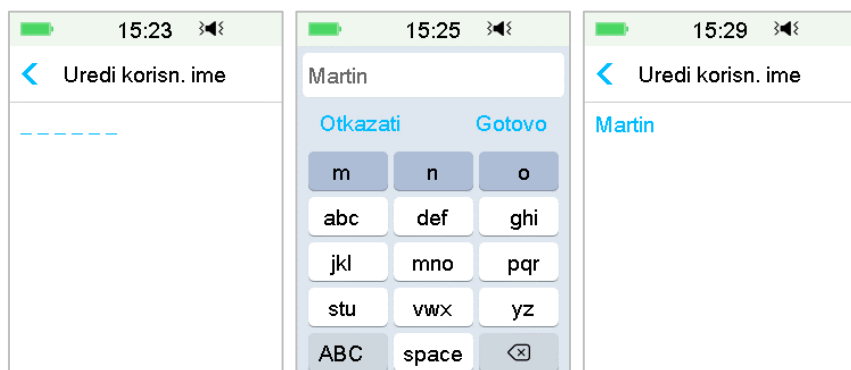 15:23
Uredi korisn. ime
_ _ _ _ _ _
15:25
Martin
Otkazati Gotovo
m n o
abc def ghi
jkl mno pqr
stu vwx yz
ABC space
15:29
Uredi korisn. ime
Martin